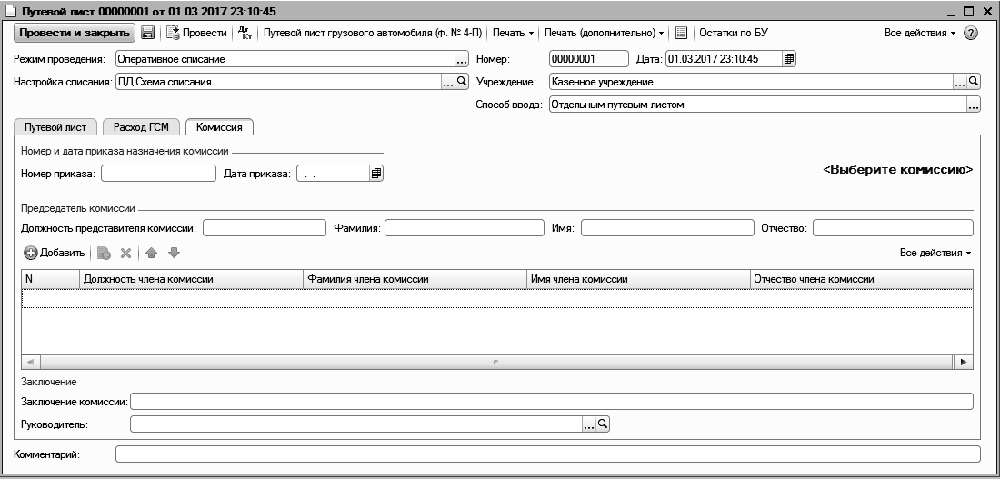 Путевой лист 00000001 от 01.03.2017 23:10:45
Провести и закрыть Провести Дт Кт Путевой лист грузового автомобиля (ф. № 4-П) Печать Печать (дополнительно) Остатки по БУ Все действия ?
Режим проведения: Оперативное списание ... Номер: 00000001 Дата: 01.03.2017 23:10:45
Настройка списания: ПД Схема списания ... Учреждение: Казенное учреждение ...
Способ ввода: Отдельным путевым листом ...
Путевой лист Расход ГСМ Комиссия
Номер и дата приказа назначения комиссии
Номер приказа: Дата приказа: . .
<Выберите комиссию>
Председатель комиссии
Должность представителя комиссии: Фамилия: Имя: Отчество:
Добавить Все действия
N Должность члена комиссии Фамилия члена комиссии Имя члена комиссии Отчество члена комиссии
Заключение
Заключение комиссии:
Руководитель: ...
Комментарий: